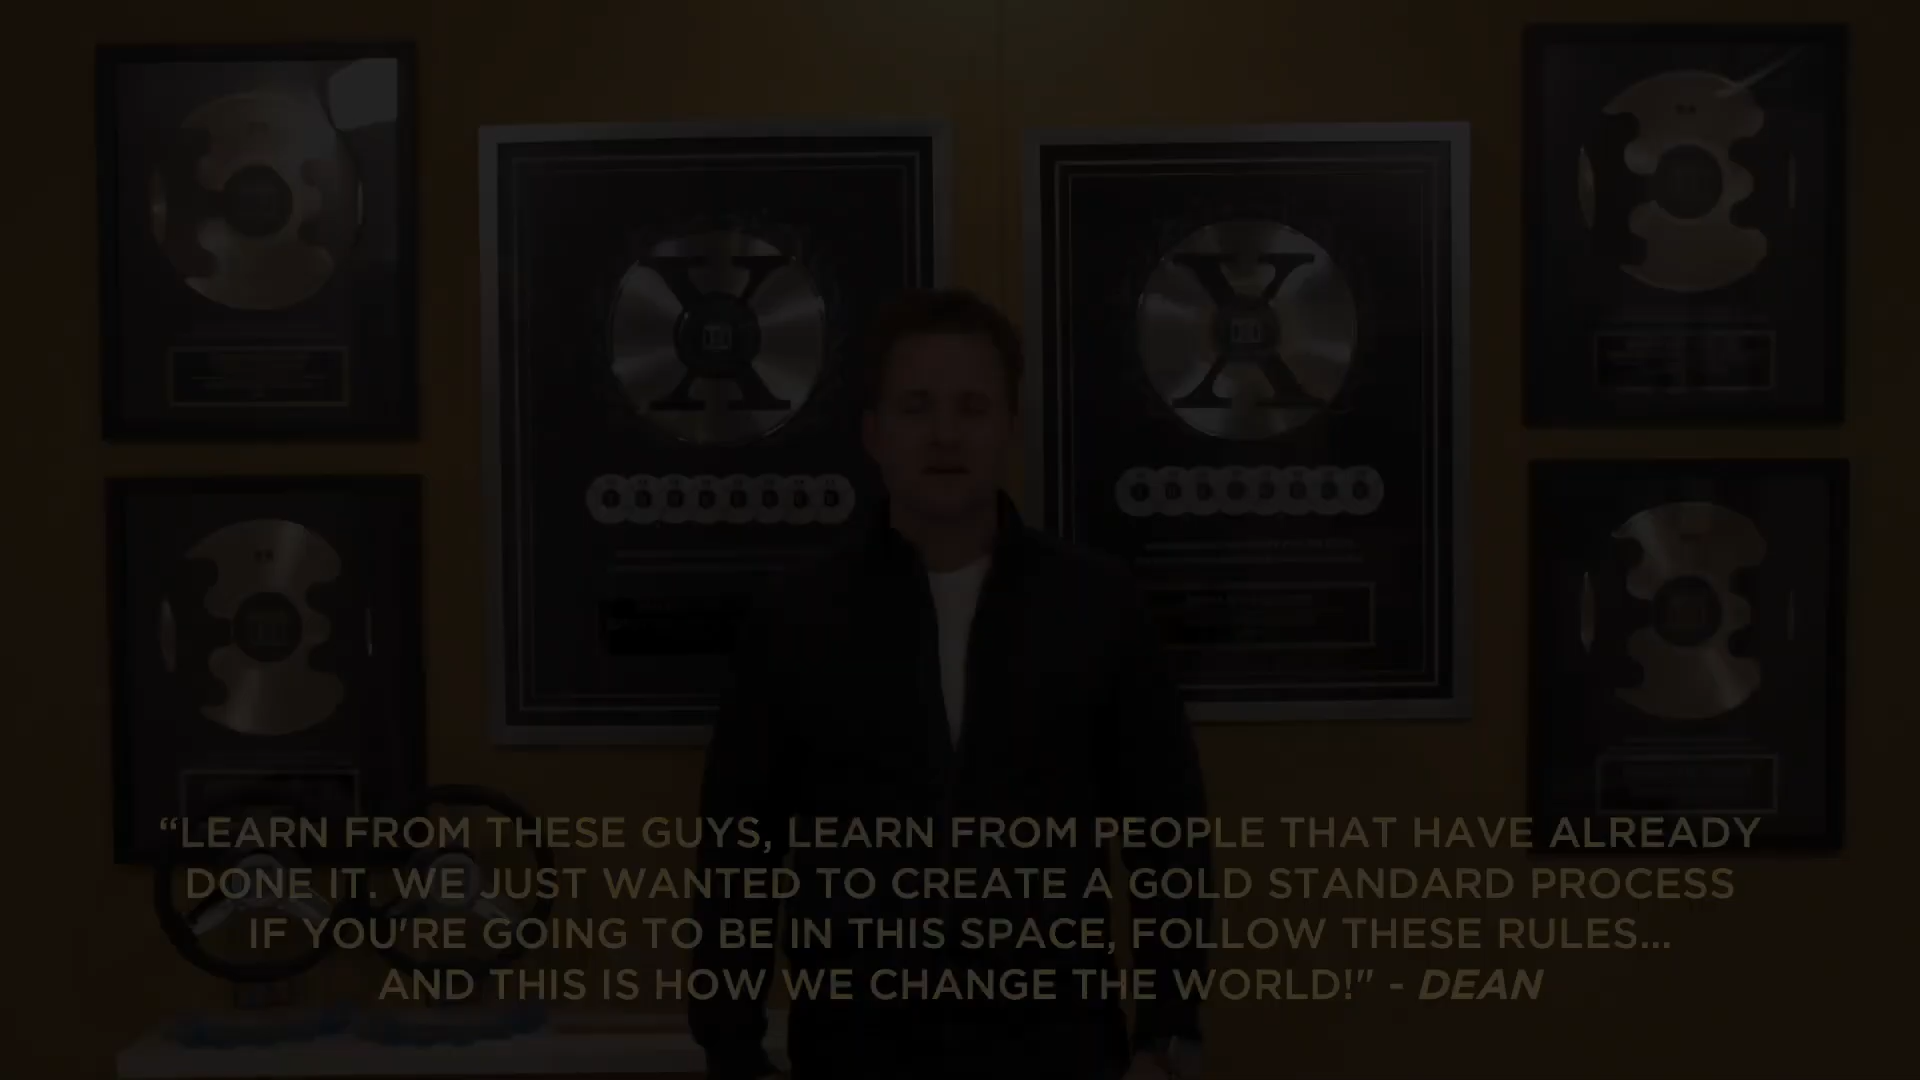 “LEARN FROM THESE GUYS, LEARN FROM PEOPLE THAT HAVE ALREADY
DONE IT. WE JUST WANTED TO CREATE A GOLD STANDARD PROCESS
IF YOU'RE GOING TO BE IN THIS SPACE, FOLLOW THESE RULES...
AND THIS IS HOW WE CHANGE THE WORLD!" - DEAN